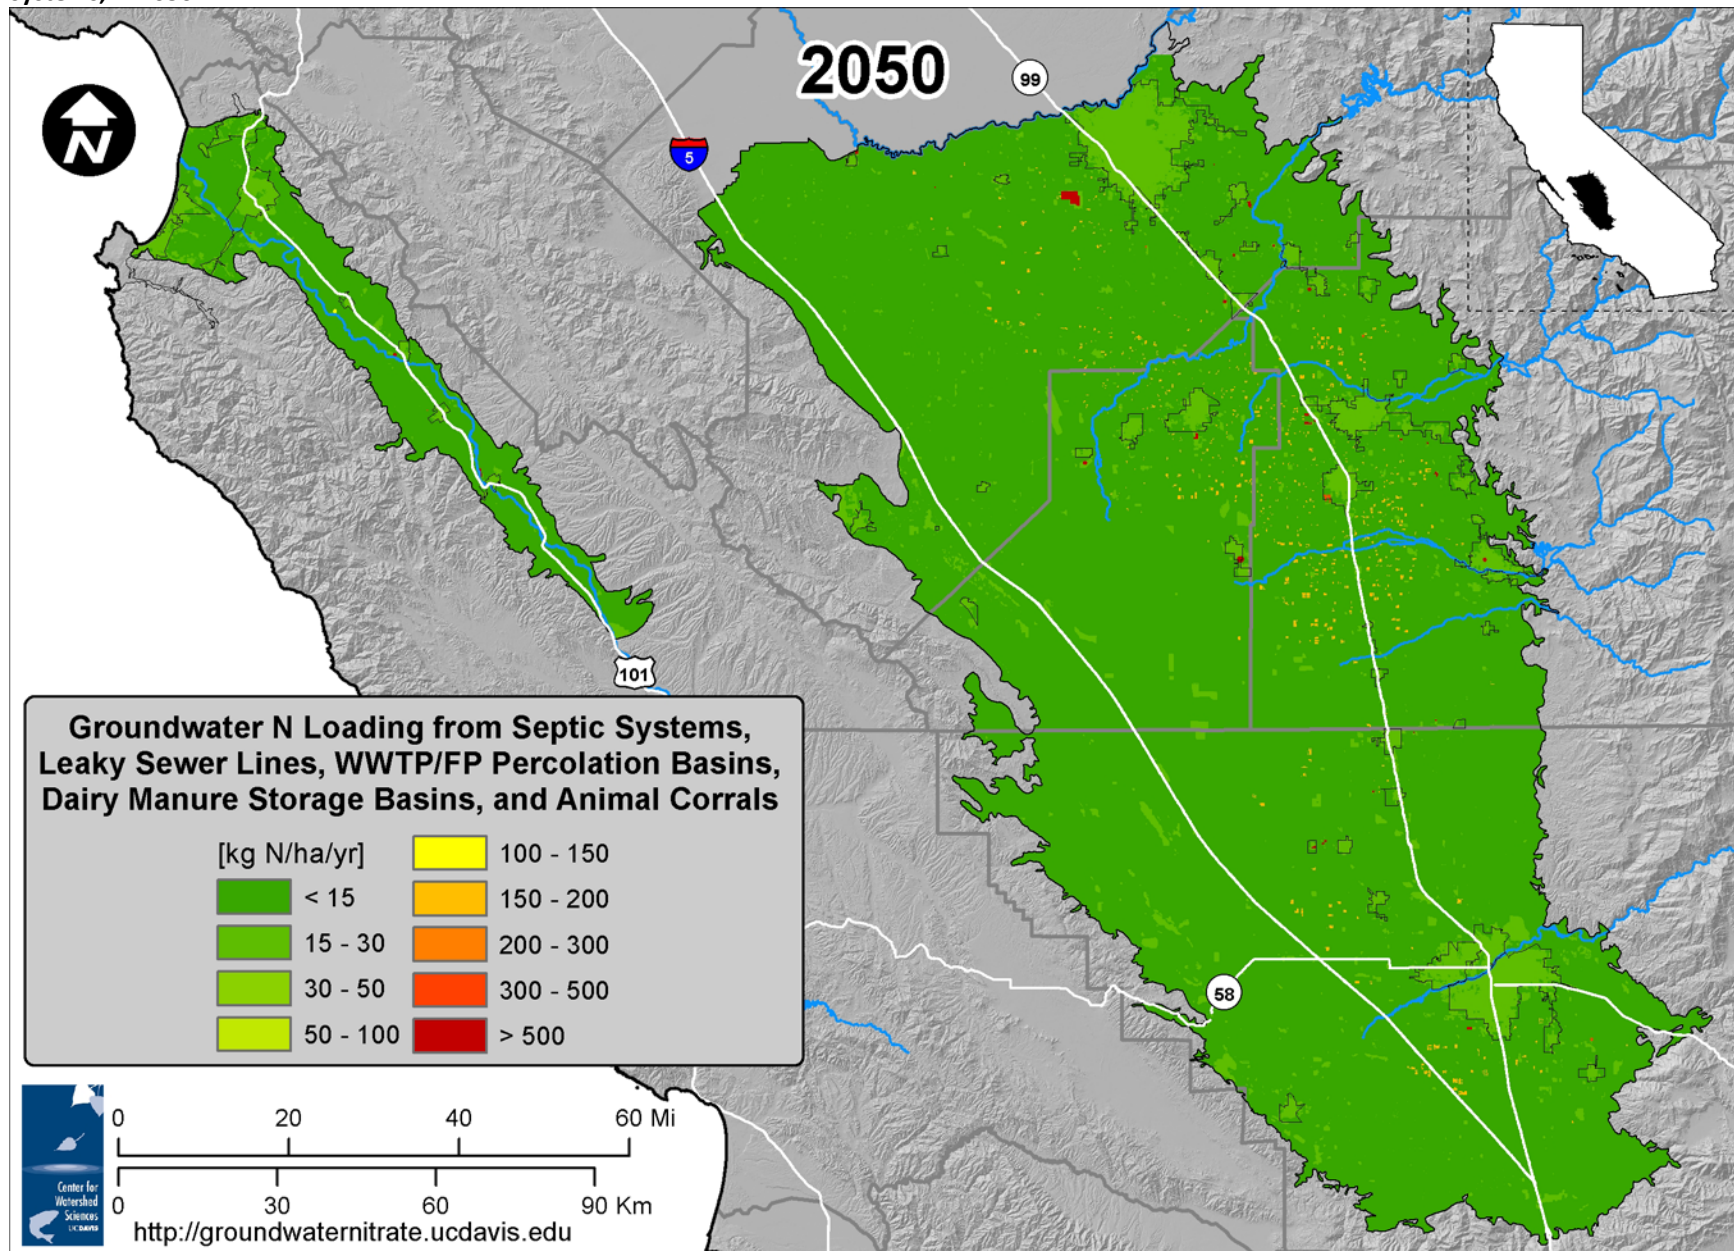 2050
99
5
N
101
Groundwater N Loading from Septic Systems,
Leaky Sewer Lines, WWTP/FP Percolation Basins,
Dairy Manure Storage Basins, and Animal Corrals
[kg N/ha/yr]
< 15
15 - 30
30 - 50
50 - 100
100 - 150
150 - 200
200 - 300
300 - 500
> 500
58
0 20 40 60 Mi
0 30 60 90 Km
Center for
Watershed
Sciences
UC DAVIS
http://groundwaternitrate.ucdavis.edu